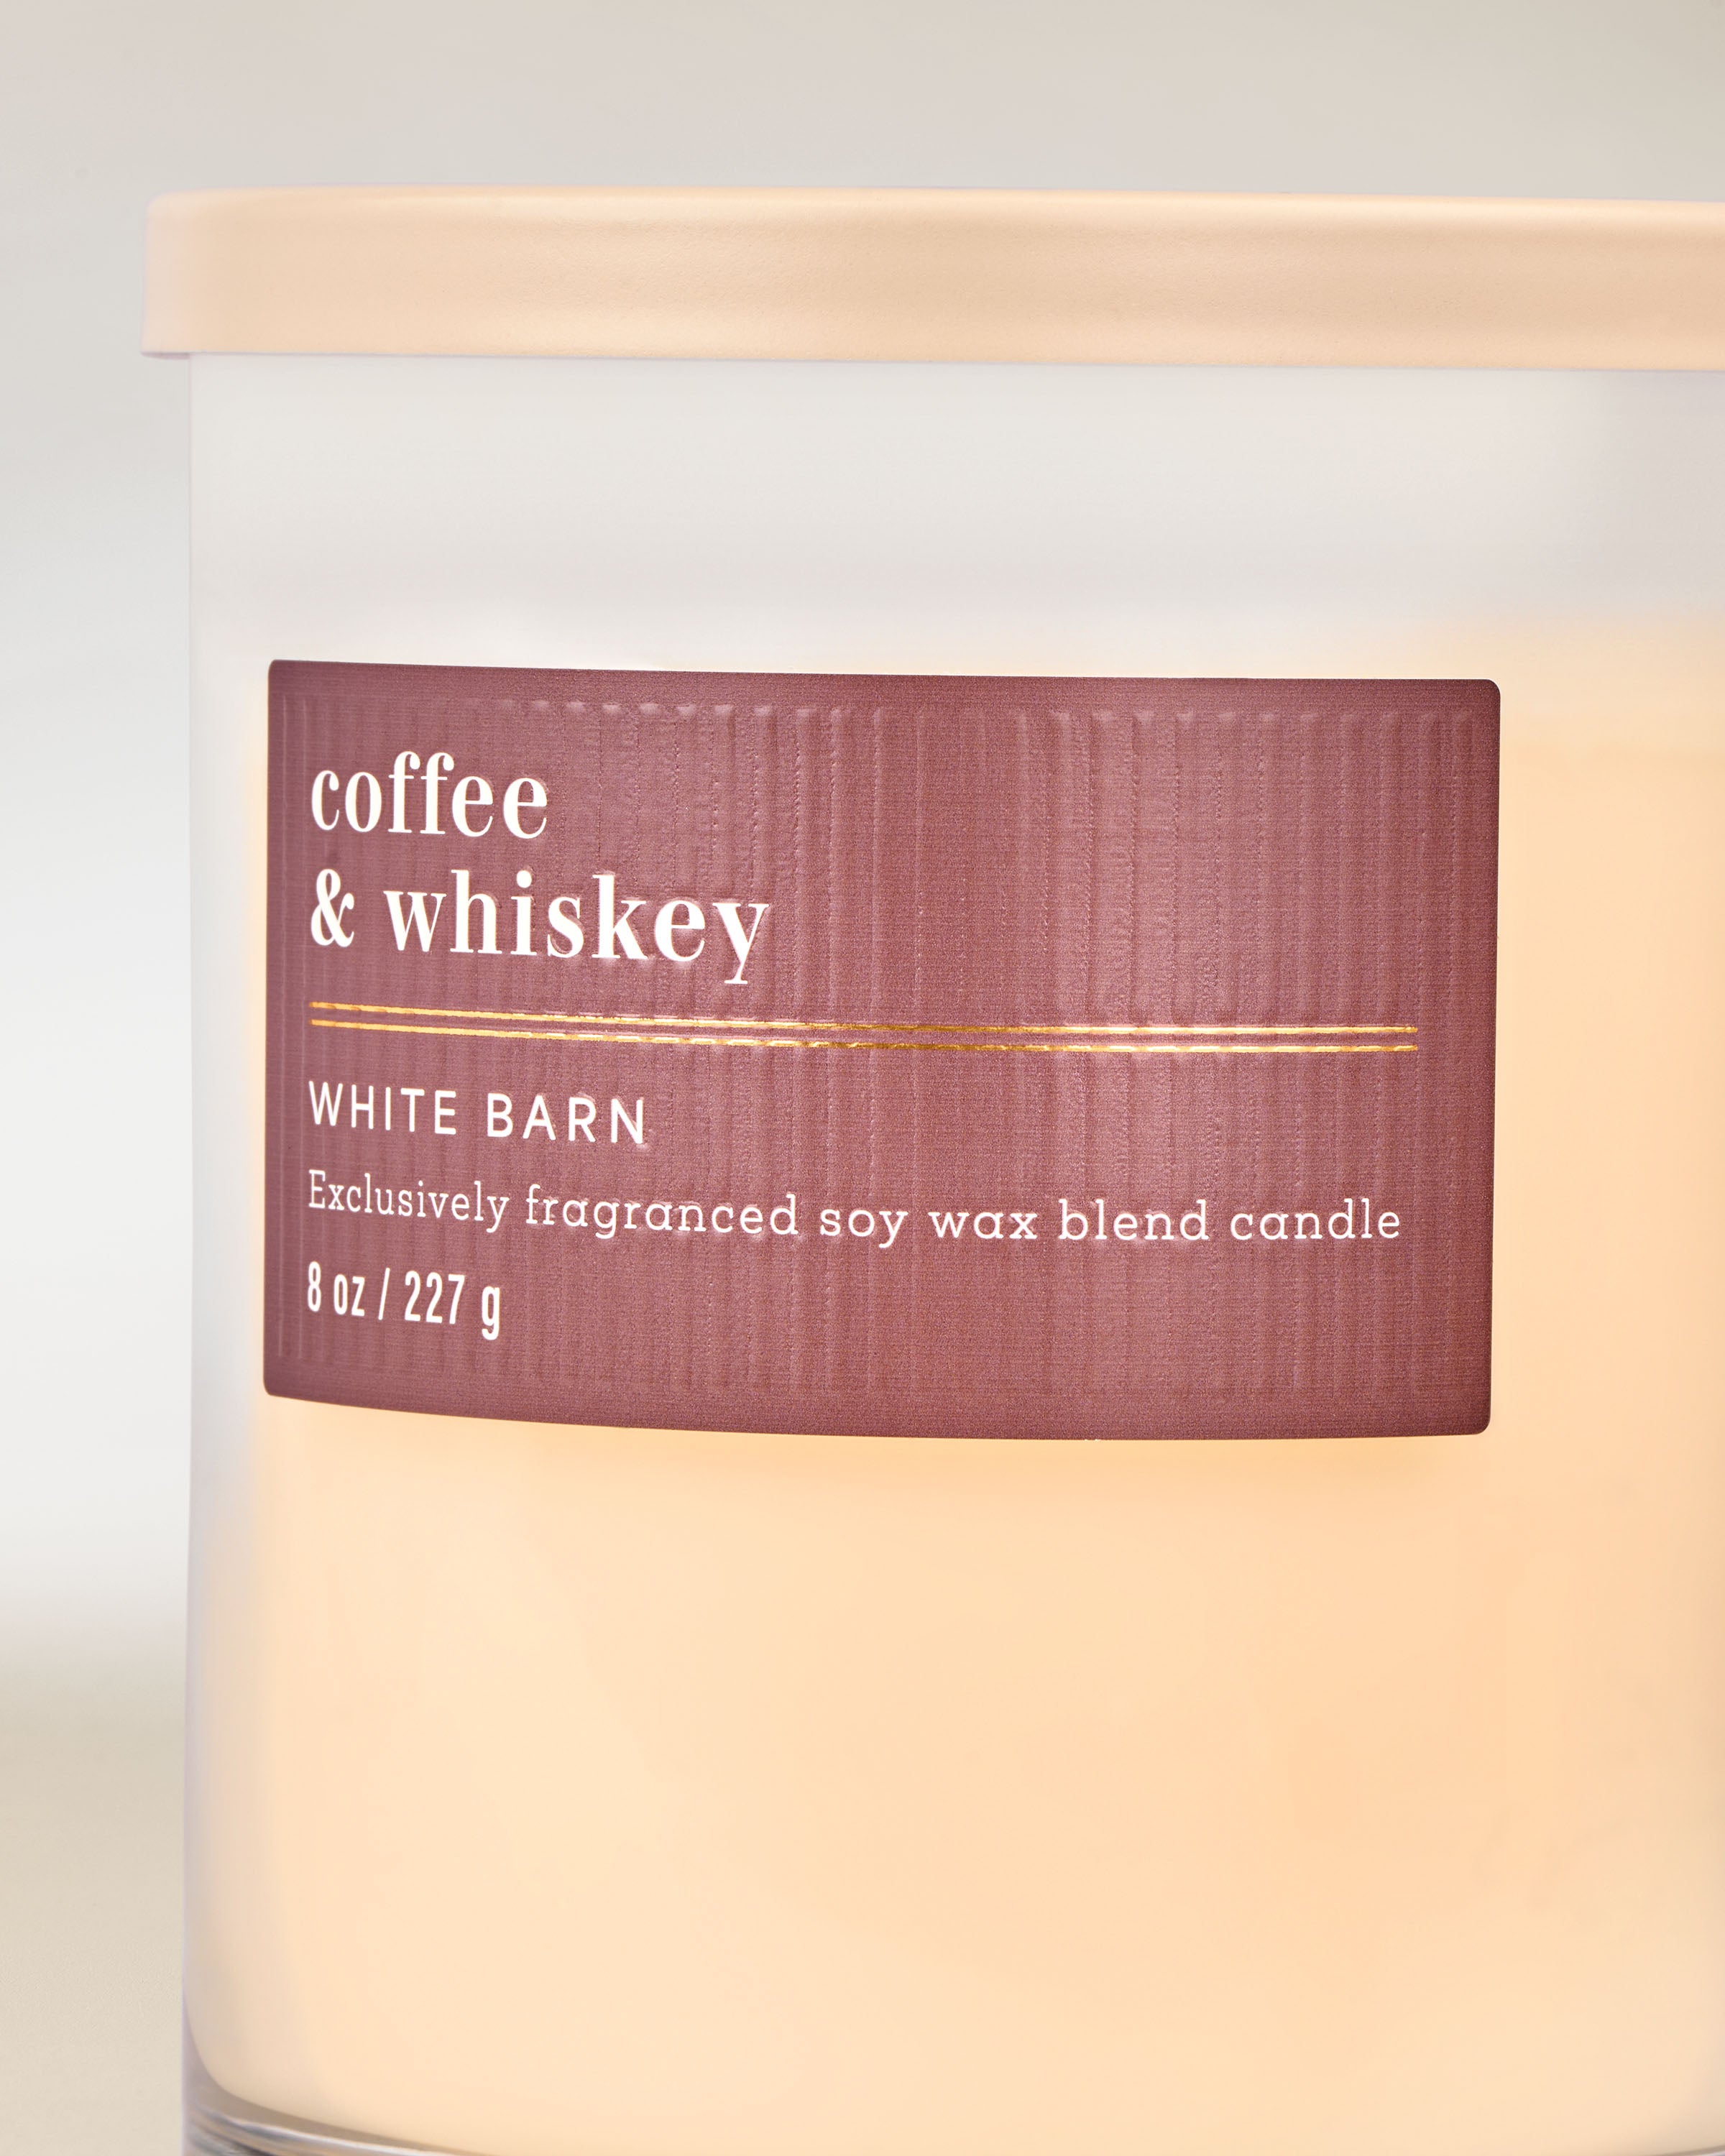 coffee
& whiskey
WHITE BARN
Exclusively fragranced soy wax blend candle
8 oz / 227 g